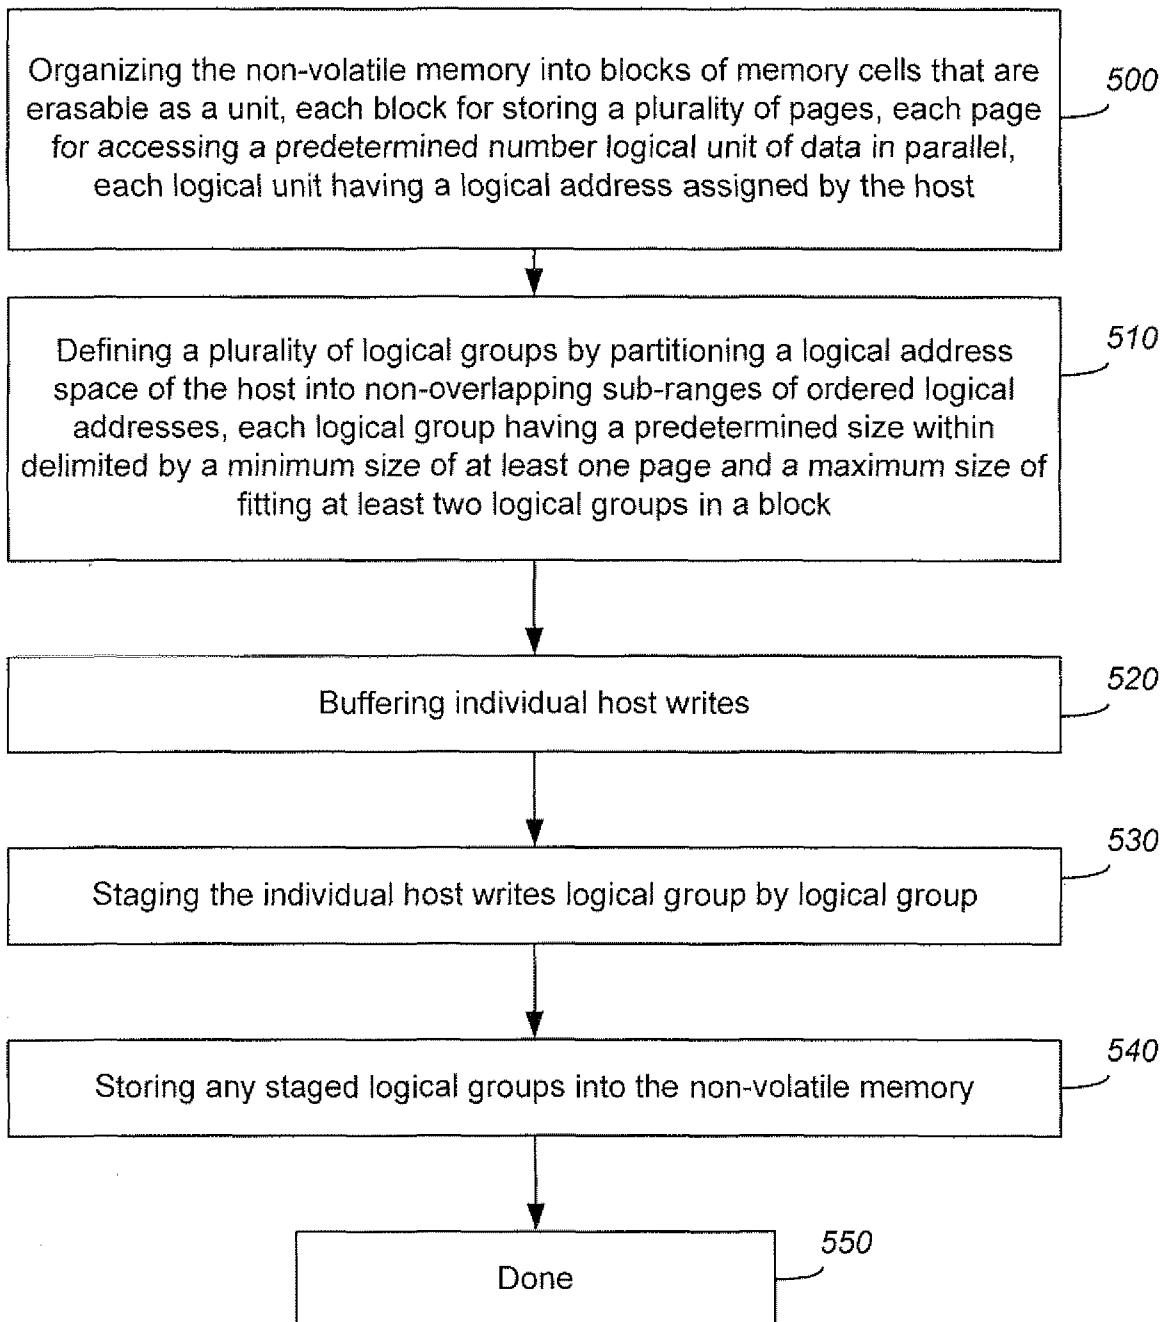 Organizing the non-volatile memory into blocks of memory cells that are
erasable as a unit, each block for storing a plurality of pages, each page
for accessing a predetermined number logical unit of data in parallel,
each logical unit having a logical address assigned by the host
500
Defining a plurality of logical groups by partitioning a logical address
space of the host into non-overlapping sub-ranges of ordered logical
addresses, each logical group having a predetermined size within
delimited by a minimum size of at least one page and a maximum size of
fitting at least two logical groups in a block
510
Buffering individual host writes
520
Staging the individual host writes logical group by logical group
530
Storing any staged logical groups into the non-volatile memory
540
Done
550